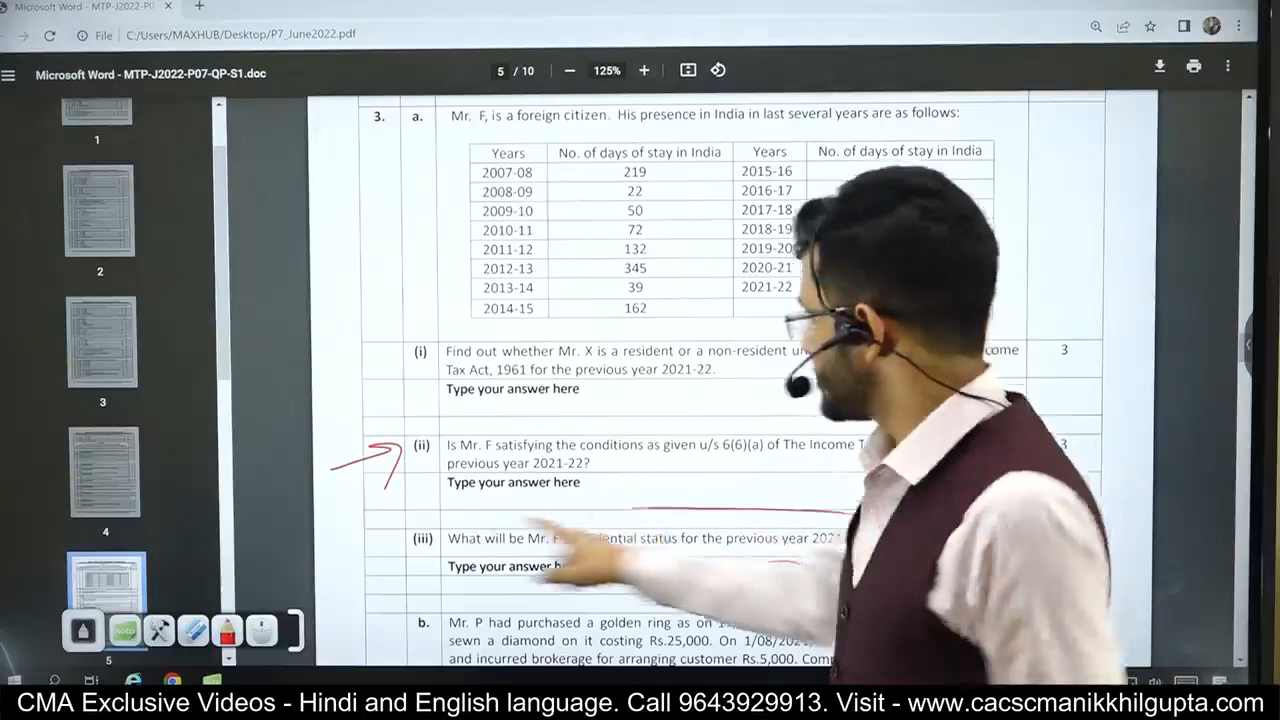 Microsoft Word - MTP-J2022-P0
File C:/Users/MAXHUB/Desktop/P7_June2022.pdf
Microsoft Word - MTP-J2022-P07-QP-S1.doc
5 / 10
125%
1
2
3
4
5
3. a. Mr. F, is a foreign citizen. His presence in India in last several years are as follows:
Years No. of days of stay in India Years No. of days of stay in India
2007-08 219 2015-16
2008-09 22 2016-17
2009-10 50 2017-18
2010-11 72 2018-19
2011-12 132 2019-20
2012-13 345 2020-21
2013-14 39 2021-22
2014-15 162
(i) Find out whether Mr. X is a resident or a non-resident come 3
Tax Act, 1961 for the previous year 2021-22.
Type your answer here
(ii) Is Mr. F satisfying the conditions as given u/s 6(6)(a) of The Income 3
previous year 2021-22?
Type your answer here
(iii) What will be Mr. status for the previous year
Type your answer
b. Mr. P had purchased a golden ring as on
sewn a diamond on it costing Rs.25,000. On
and incurred brokerage for arranging customer Rs.5,000.
Auto
CMA Exclusive Videos - Hindi and English language. Call 9643929913. Visit - www.cacscmanikkhilgupta.com